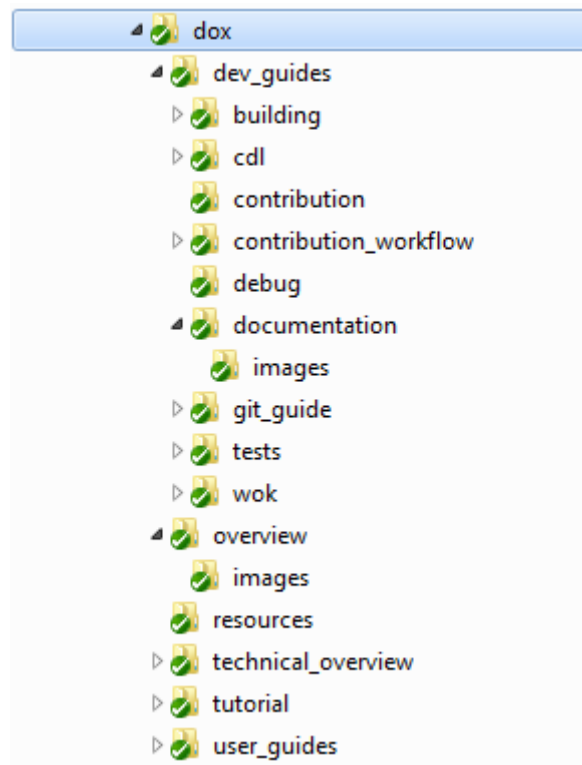 dox
dev_guides
building
cdl
contribution
contribution_workflow
debug
documentation
images
git_guide
tests
wok
overview
images
resources
technical_overview
tutorial
user_guides